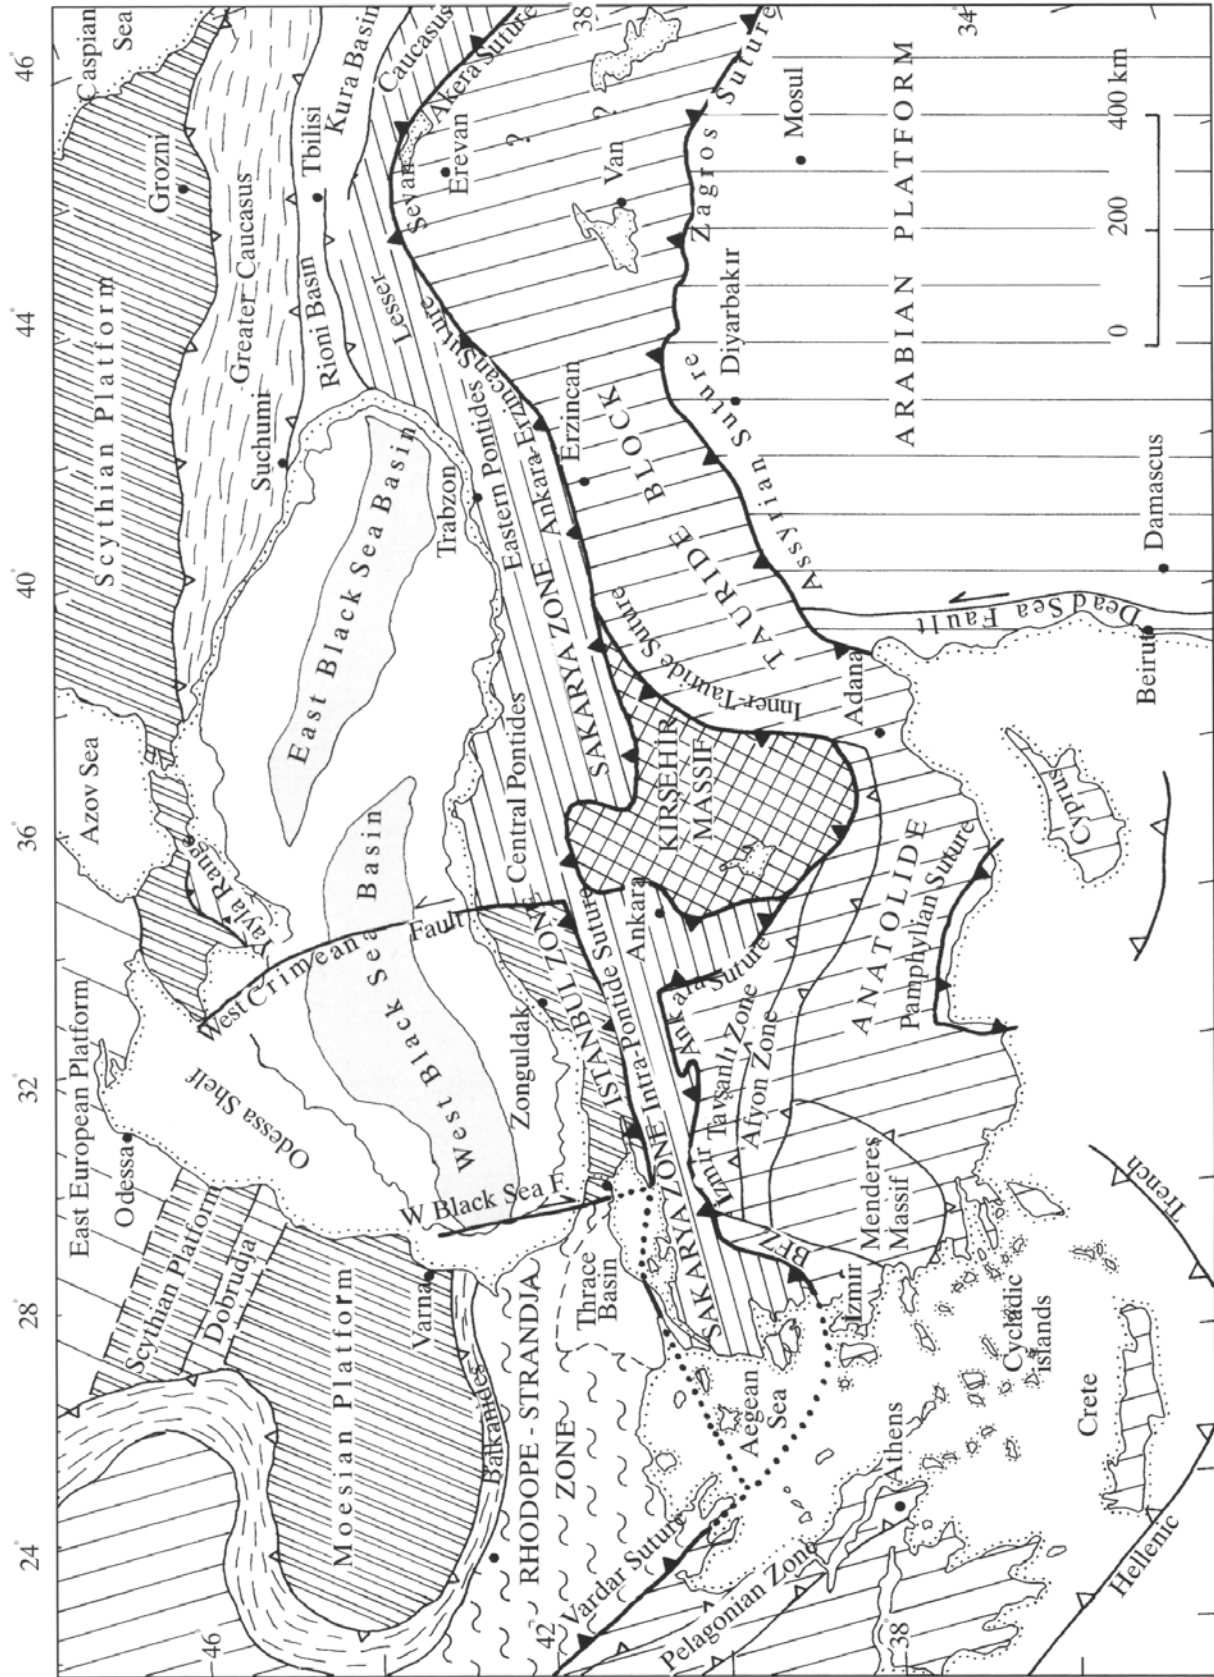 24°
28°
32°
36°
40°
44°
46°
East European Platform
Azov Sea
Caspian
Sea
Odessa
Scythian Platform
Scythian Platform
Grozni
46°
Dobrudja
Odessa Shelf
Yayla Range
Greater Caucasus
Suchumi
Moesian Platform
West Crimean
Fault
East Black Sea Basin
Rioni Basin
Tbilisi
Kura Basin
Varna
W Black Sea F.
West Black Sea Basin
Lesser
Caucasus
Balkanides
Trabzon
Sevan
Akera Suture
Zonguldak
Central Pontides
Eastern Pontides
Erevan
42°
RHODOPE - STRANDJA
ZONE
Thrace
Basin
İSTANBUL ZONE
SAKARYA ZONE
Ankara-Erzincan Suture
Erzincan
38°
?
?
Vardar Suture
Intra-Pontide Suture
SAKARYA ZONE
Ankara
KIRŞEHİR
MASSIF
Inner-Tauride Suture
Van
Pelagonian Zone
Aegean
Sea
BFZ
İzmir
Ankara Suture
Tavşanlı Zone
Afyon Zone
TAURIDE BLOCK
Zagros Suture
İzmir
Menderes
Massif
ANATOLIDE
Adana
Assyrian Suture
Diyarbakır
Mosul
38°
Athens
Pamphylian Suture
Cycladic
islands
ARABIAN PLATFORM
34°
Dead Sea
Fault
Cyprus
Crete
Hellenic
Trench
Beirut
Damascus
0
200
400 km